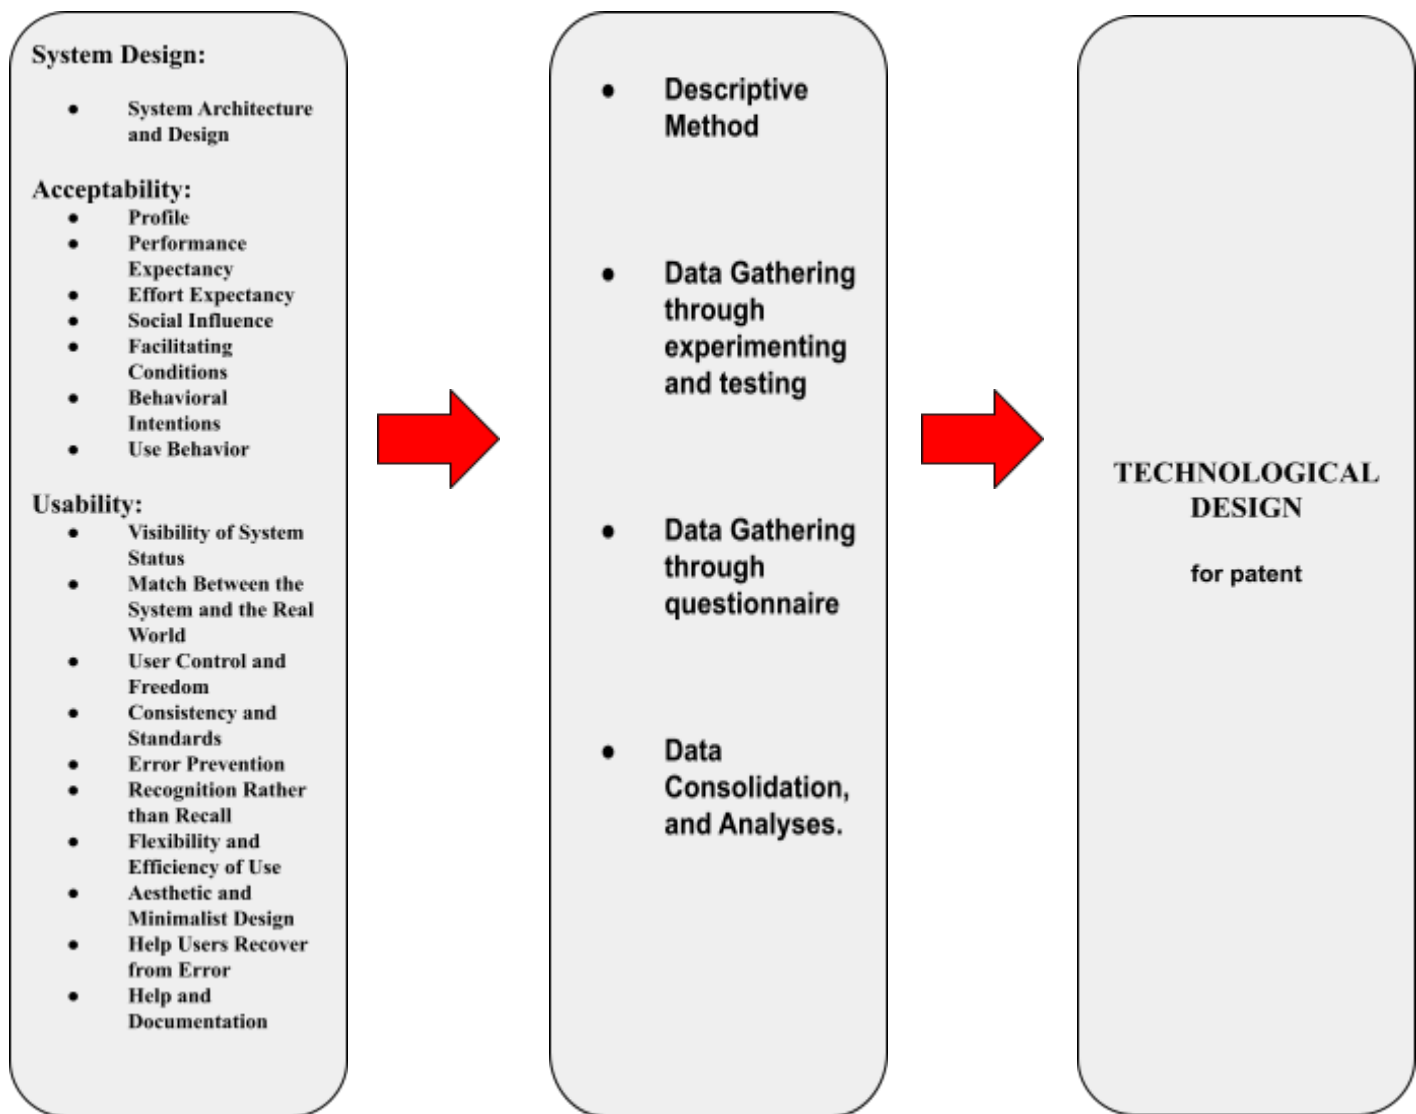 System Design:
● System Architecture
and Design
Acceptability:
● Profile
● Performance
Expectancy
● Effort Expectancy
● Social Influence
● Facilitating
Conditions
● Behavioral
Intentions
● Use Behavior
Usability:
● Visibility of System
Status
● Match Between the
System and the Real
World
● User Control and
Freedom
● Consistency and
Standards
● Error Prevention
● Recognition Rather
than Recall
● Flexibility and
Efficiency of Use
● Aesthetic and
Minimalist Design
● Help Users Recover
from Error
● Help and
Documentation
● Descriptive
Method
● Data Gathering
through
experimenting
and testing
● Data Gathering
through
questionnaire
● Data
Consolidation,
and Analyses.
TECHNOLOGICAL
DESIGN
for patent